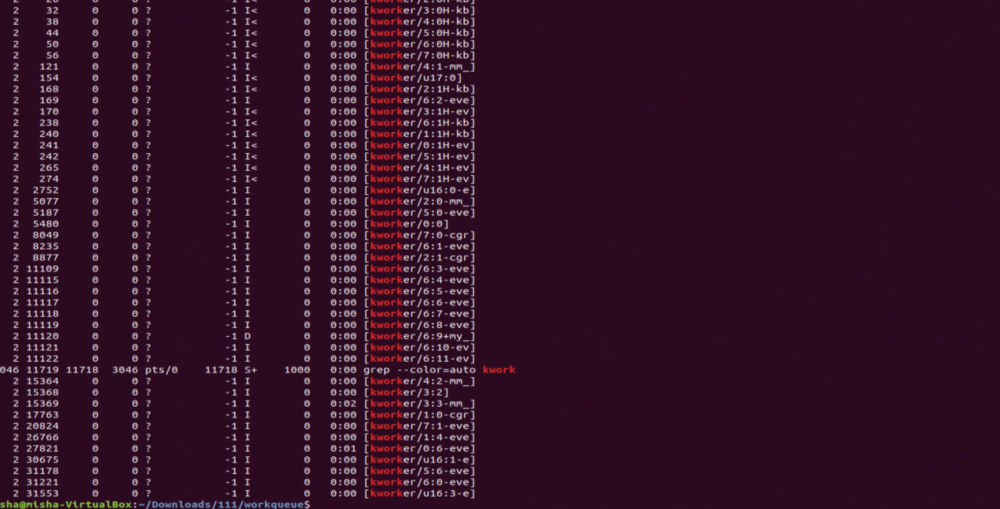 2 32 0 0 ? -1 I< 0 0:00 [kworker/3:0H-kb]
2 38 0 0 ? -1 I< 0 0:00 [kworker/4:0H-kb]
2 44 0 0 ? -1 I< 0 0:00 [kworker/5:0H-kb]
2 50 0 0 ? -1 I< 0 0:00 [kworker/6:0H-kb]
2 56 0 0 ? -1 I< 0 0:00 [kworker/7:0H-kb]
2 121 0 0 ? -1 I 0 0:00 [kworker/4:1-mm_]
2 154 0 0 ? -1 I< 0 0:00 [kworker/u17:0]
2 168 0 0 ? -1 I< 0 0:00 [kworker/2:1H-kb]
2 169 0 0 ? -1 I 0 0:00 [kworker/6:2-eve]
2 170 0 0 ? -1 I< 0 0:00 [kworker/3:1H-ev]
2 238 0 0 ? -1 I< 0 0:00 [kworker/6:1H-kb]
2 240 0 0 ? -1 I< 0 0:00 [kworker/1:1H-kb]
2 241 0 0 ? -1 I< 0 0:00 [kworker/0:1H-ev]
2 242 0 0 ? -1 I< 0 0:00 [kworker/5:1H-ev]
2 265 0 0 ? -1 I< 0 0:00 [kworker/4:1H-ev]
2 274 0 0 ? -1 I< 0 0:00 [kworker/7:1H-ev]
2 2752 0 0 ? -1 I 0 0:00 [kworker/u16:0-e]
2 5077 0 0 ? -1 I 0 0:00 [kworker/2:0-mm_]
2 5187 0 0 ? -1 I 0 0:00 [kworker/5:0-eve]
2 5480 0 0 ? -1 I 0 0:00 [kworker/0:0]
2 8049 0 0 ? -1 I 0 0:00 [kworker/7:0-cgr]
2 8235 0 0 ? -1 I 0 0:00 [kworker/6:1-eve]
2 8877 0 0 ? -1 I 0 0:00 [kworker/2:1-cgr]
2 11109 0 0 ? -1 I 0 0:00 [kworker/6:3-eve]
2 11115 0 0 ? -1 I 0 0:00 [kworker/6:4-eve]
2 11116 0 0 ? -1 I 0 0:00 [kworker/6:5-eve]
2 11117 0 0 ? -1 I 0 0:00 [kworker/6:6-eve]
2 11118 0 0 ? -1 I 0 0:00 [kworker/6:7-eve]
2 11119 0 0 ? -1 I 0 0:00 [kworker/6:8-eve]
2 11120 0 0 ? -1 D 0 0:00 [kworker/6:9+my_]
2 11121 0 0 ? -1 I 0 0:00 [kworker/6:10-ev]
2 11122 0 0 ? -1 I 0 0:00 [kworker/6:11-ev]
046 11719 11718 3046 pts/0 11718 S+ 1000 0:00 grep --color=auto kwork
2 15364 0 0 ? -1 I 0 0:00 [kworker/4:2-mm_]
2 15368 0 0 ? -1 I 0 0:00 [kworker/3:2]
2 15369 0 0 ? -1 I 0 0:02 [kworker/3:3-mm_]
2 17763 0 0 ? -1 I 0 0:00 [kworker/1:0-cgr]
2 20824 0 0 ? -1 I 0 0:00 [kworker/7:1-eve]
2 26766 0 0 ? -1 I 0 0:00 [kworker/1:4-eve]
2 27821 0 0 ? -1 I 0 0:01 [kworker/0:6-eve]
2 30675 0 0 ? -1 I 0 0:00 [kworker/u16:1-e]
2 31178 0 0 ? -1 I 0 0:00 [kworker/5:6-eve]
2 31221 0 0 ? -1 I 0 0:00 [kworker/6:0-eve]
2 31553 0 0 ? -1 I 0 0:00 [kworker/u16:3-e]
sha@misha-VirtualBox:~/Downloads/111/workqueue$